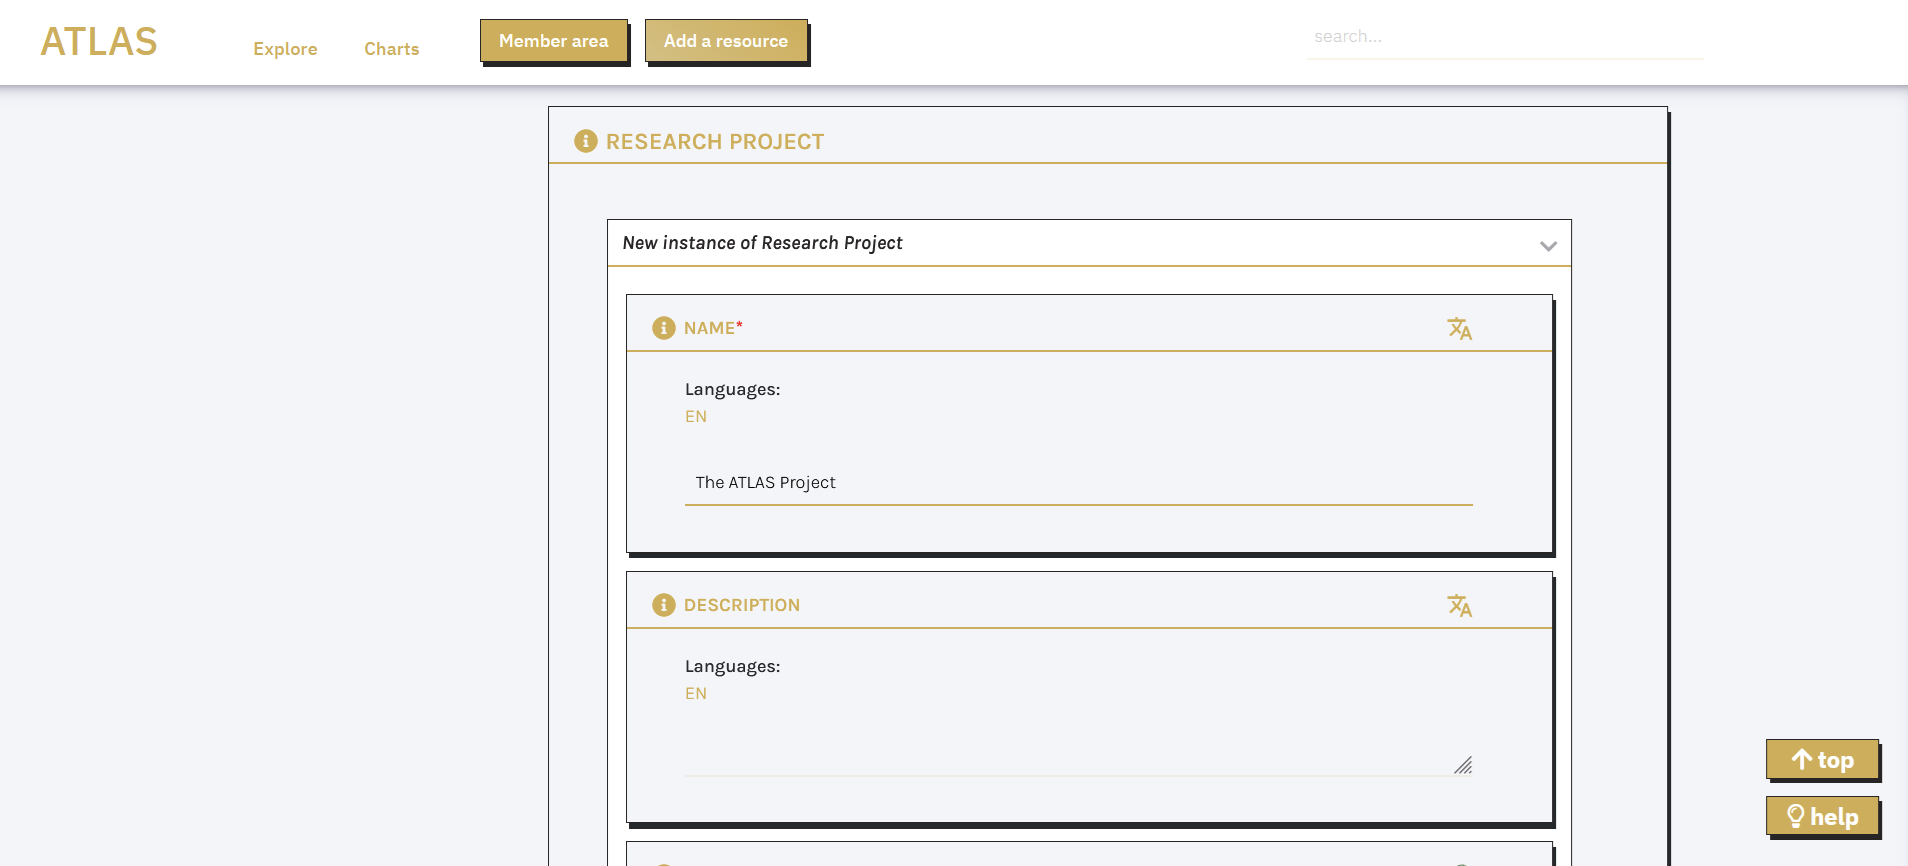 ATLAS
Explore
Charts
Member area
Add a resource
search...
RESEARCH PROJECT
New instance of Research Project
NAME*
Languages:
EN
The ATLAS Project
DESCRIPTION
Languages:
EN
top
help